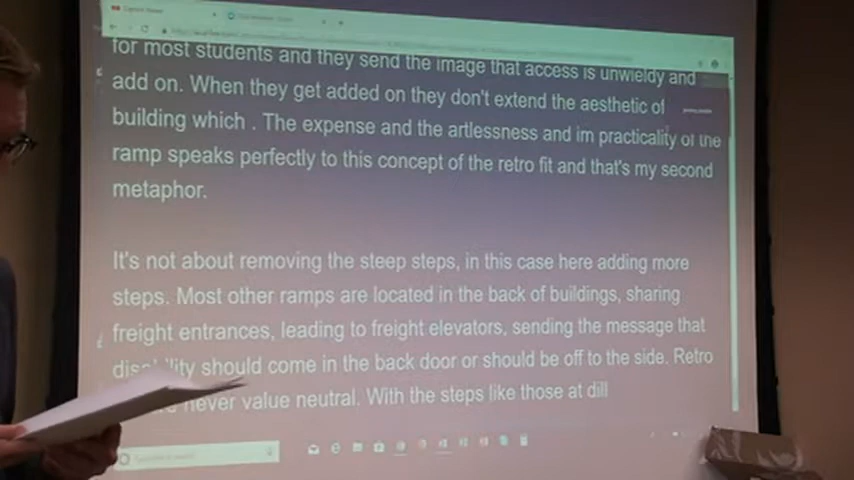 for most students and they send the image that access is unwieldy and
add on. When they get added on they don't extend the aesthetic of
building which . The expense and the artlessness and im practicality of the
ramp speaks perfectly to this concept of the retro fit and that's my second
metaphor.
It's not about removing the steep steps, in this case here adding more
steps. Most other ramps are located in the back of buildings, sharing
freight entrances, leading to freight elevators, sending the message that
disability should come in the back door or should be off to the side. Retro
never value neutral. With the steps like those at dill